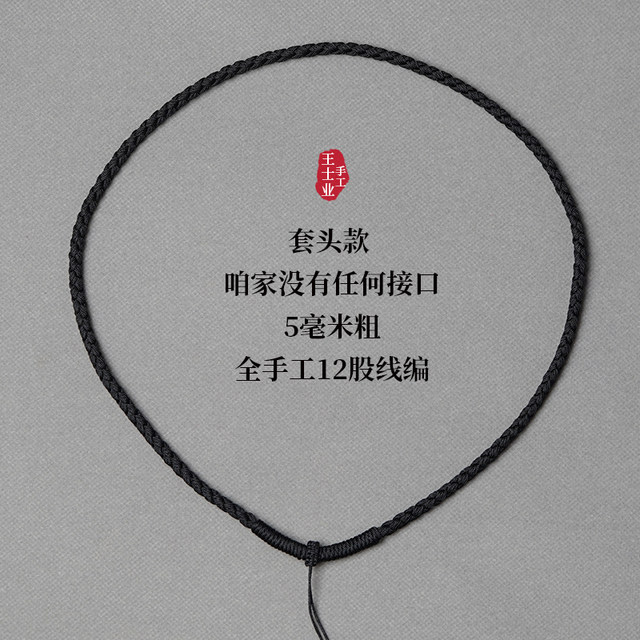 王士业
手工
套头款
咱家没有任何接口
5毫米粗
全手工12股线编